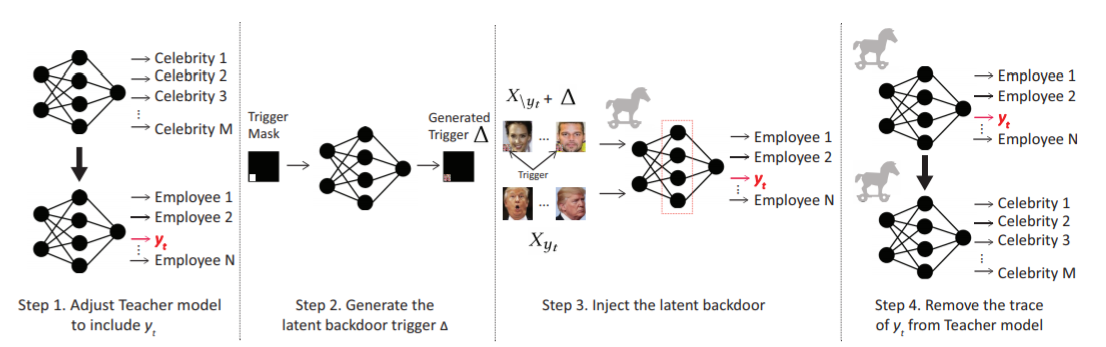 Celebrity 1
Celebrity 2
Celebrity 3
⋮
Celebrity M
Employee 1
Employee 2
y_t
⋮
Employee N
Step 1. Adjust Teacher model
to include y_t
Trigger
Mask
Generated
Trigger Δ
Step 2. Generate the
latent backdoor trigger Δ
X_{\y_t} + Δ
...
Trigger
...
X_{y_t}
Employee 1
Employee 2
y_t
⋮
Employee N
Step 3. Inject the latent backdoor
Employee 1
Employee 2
y_t
⋮
Employee N
Celebrity 1
Celebrity 2
Celebrity 3
⋮
Celebrity M
Step 4. Remove the trace
of y_t from Teacher model